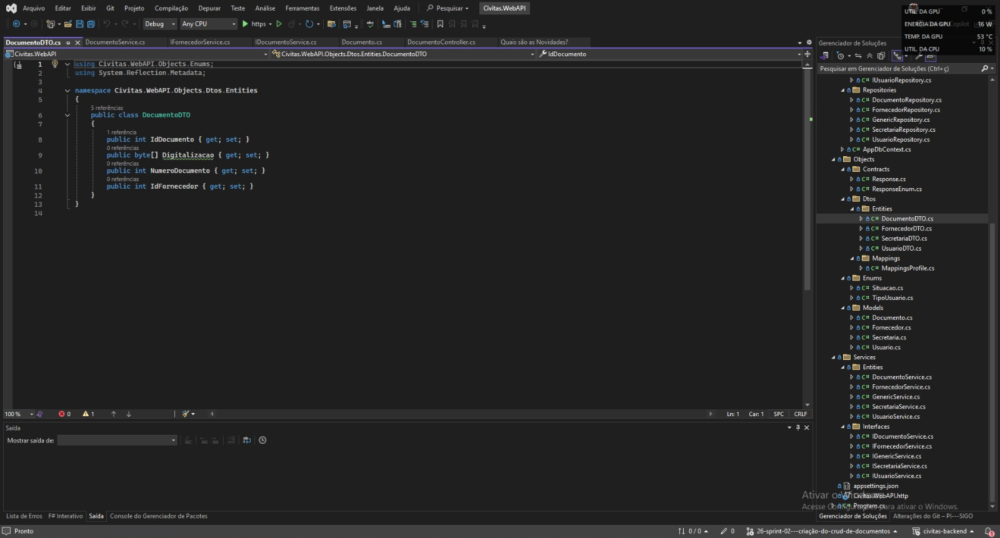 Arquivo Editar Exibir Git Projeto Compilação Depurar Teste Análise Ferramentas Extensões Janela Ajuda Pesquisar Civitas.WebAPI
UTIL. DA GPU 0 %
ENERGIA DA GPU 16 W
TEMP. DA GPU 53 °C
UTIL. DA CPU 10 %
Debug Any CPU https
DocumentoDTO.cs DocumentoService.cs IFornecedorService.cs IDocumentoService.cs Documento.cs DocumentoController.cs Quais são as Novidades?
Civitas.WebAPI Civitas.WebAPI.Objects.Dtos.Entities.DocumentoDTO IdDocumento
1 using Civitas.WebAPI.Objects.Enums;
2 using System.Reflection.Metadata;
3
4 namespace Civitas.WebAPI.Objects.Dtos.Entities
5 {
5 referências
6 public class DocumentoDTO
7 {
1 referência
8 public int IdDocumento { get; set; }
0 referências
9 public byte[] Digitalizacao { get; set; }
0 referências
10 public int NumeroDocumento { get; set; }
0 referências
11 public int IdFornecedor { get; set; }
12 }
13 }
14
100 % 0 1 Ln: 1 Car: 1 SPC CRLF
Saída
Mostrar saída de:
Lista de Erros F# Interativo Saída Console do Gerenciador de Pacotes
Gerenciador de Soluções
Pesquisar em Gerenciador de Soluções (Ctrl+ç)
C# IUsuarioRepository.cs
Repositories
C# DocumentoRepository.cs
C# FornecedorRepository.cs
C# GenericRepository.cs
C# SecretariaRepository.cs
C# UsuarioRepository.cs
C# AppDbContext.cs
Objects
Contracts
C# Response.cs
C# ResponseEnum.cs
Dtos
Entities
C# DocumentoDTO.cs
C# FornecedorDTO.cs
C# SecretariaDTO.cs
C# UsuarioDTO.cs
Mappings
C# MappingsProfile.cs
Enums
C# Situacao.cs
C# TipoUsuario.cs
Models
C# Documento.cs
C# Fornecedor.cs
C# Secretaria.cs
C# Usuario.cs
Services
Entities
C# DocumentoService.cs
C# FornecedorService.cs
C# GenericService.cs
C# SecretariaService.cs
C# UsuarioService.cs
Interfaces
C# IDocumentoService.cs
C# IFornecedorService.cs
C# IGenericService.cs
C# ISecretariaService.cs
C# IUsuarioService.cs
appsettings.json
Civitas.WebAPI.http
C# Program.cs
Ativar o Windows
Acesse Configurações para ativar o Windows.
Gerenciador de Soluções Alterações do Git – PI---SIGO
Pronto 0 / 0 0 26-sprint-02---criação-do-crud-de-documentos civitas-backend 1